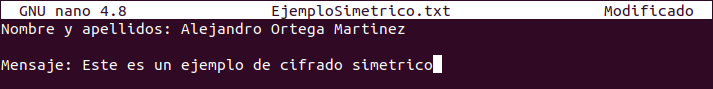 GNU nano 4.8 EjemploSimetrico.txt Modificado
Nombre y apellidos: Alejandro Ortega Martinez
Mensaje: Este es un ejemplo de cifrado simetrico